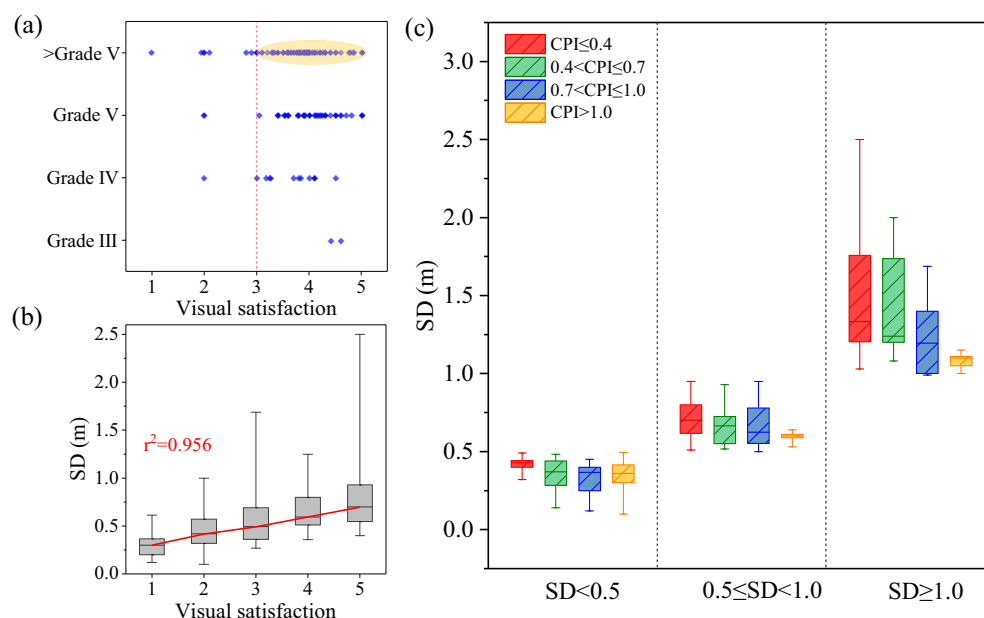 (a)
>Grade V
Grade V
Grade IV
Grade III
1 2 3 4 5
Visual satisfaction
(b)
SD (m)
2.5
2.0
1.5
1.0
0.5
0.0
r²=0.956
1 2 3 4 5
Visual satisfaction
(c)
SD (m)
3.0
2.5
2.0
1.5
1.0
0.5
0.0
CPI≤0.4
0.4<CPI≤0.7
0.7<CPI≤1.0
CPI>1.0
SD<0.5 0.5≤SD<1.0 SD≥1.0